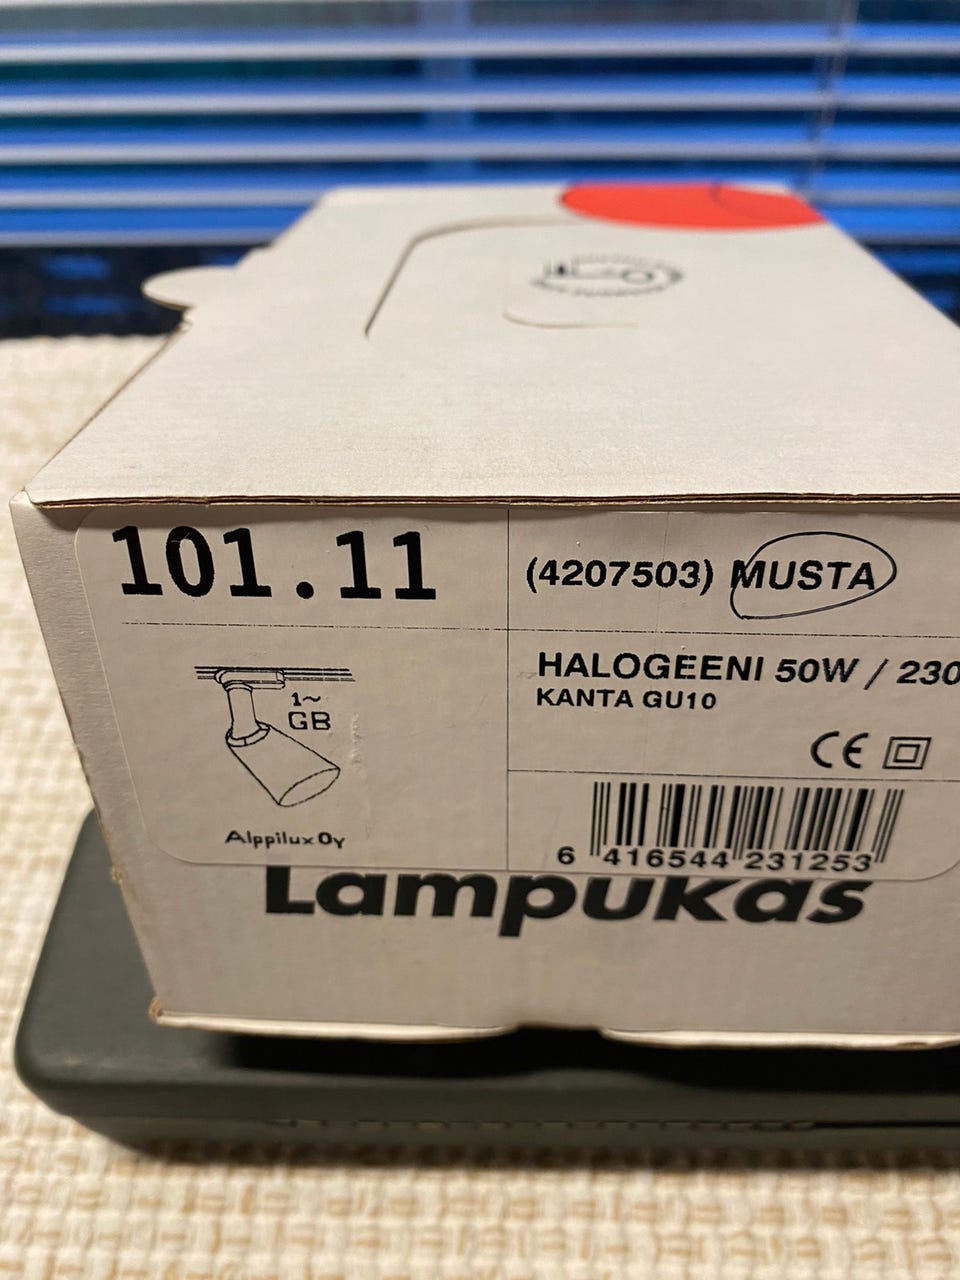 101.11
(4207503) MUSTA
HALOGEENI 50W / 230
KANTA GU10
1~
GB
CE
Alppilux Oy
6 416544 231253
Lampukas